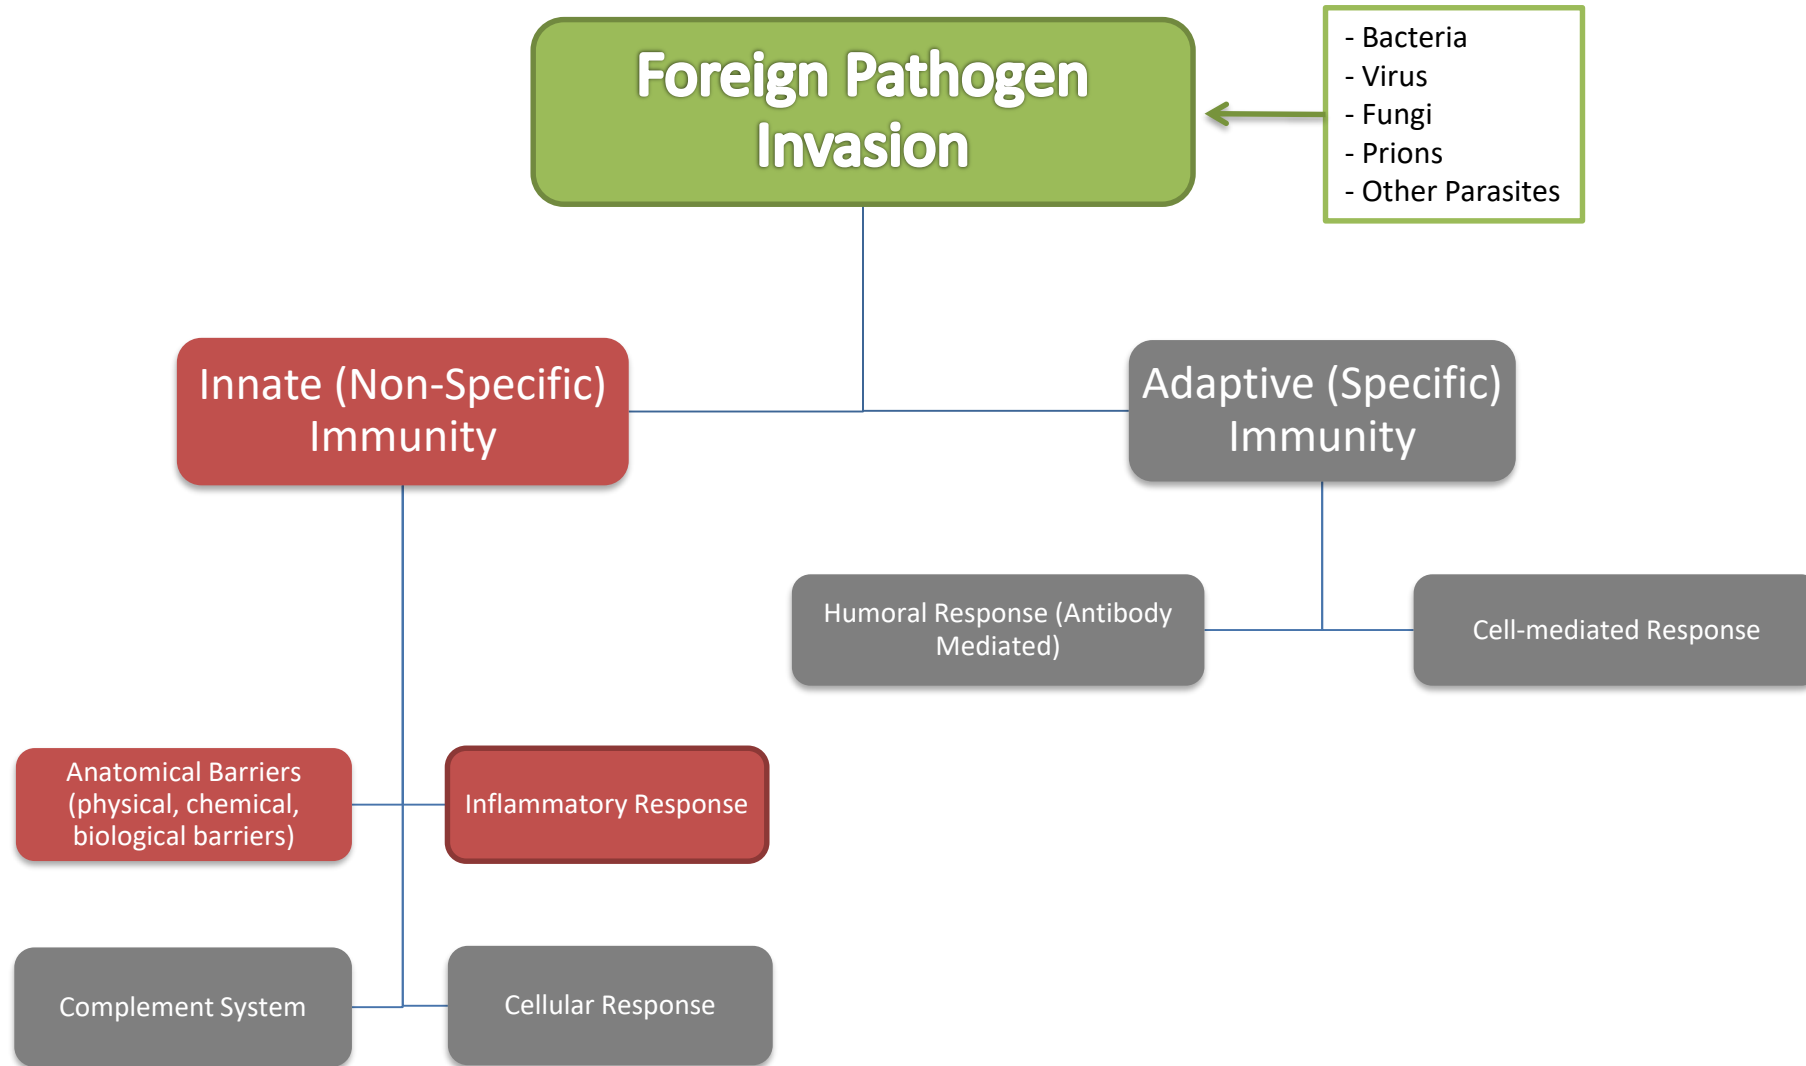 Foreign Pathogen
Invasion
- Bacteria
- Virus
- Fungi
- Prions
- Other Parasites
Innate (Non-Specific)
Immunity
Adaptive (Specific)
Immunity
Humoral Response (Antibody
Mediated)
Cell-mediated Response
Anatomical Barriers
(physical, chemical,
biological barriers)
Inflammatory Response
Complement System
Cellular Response